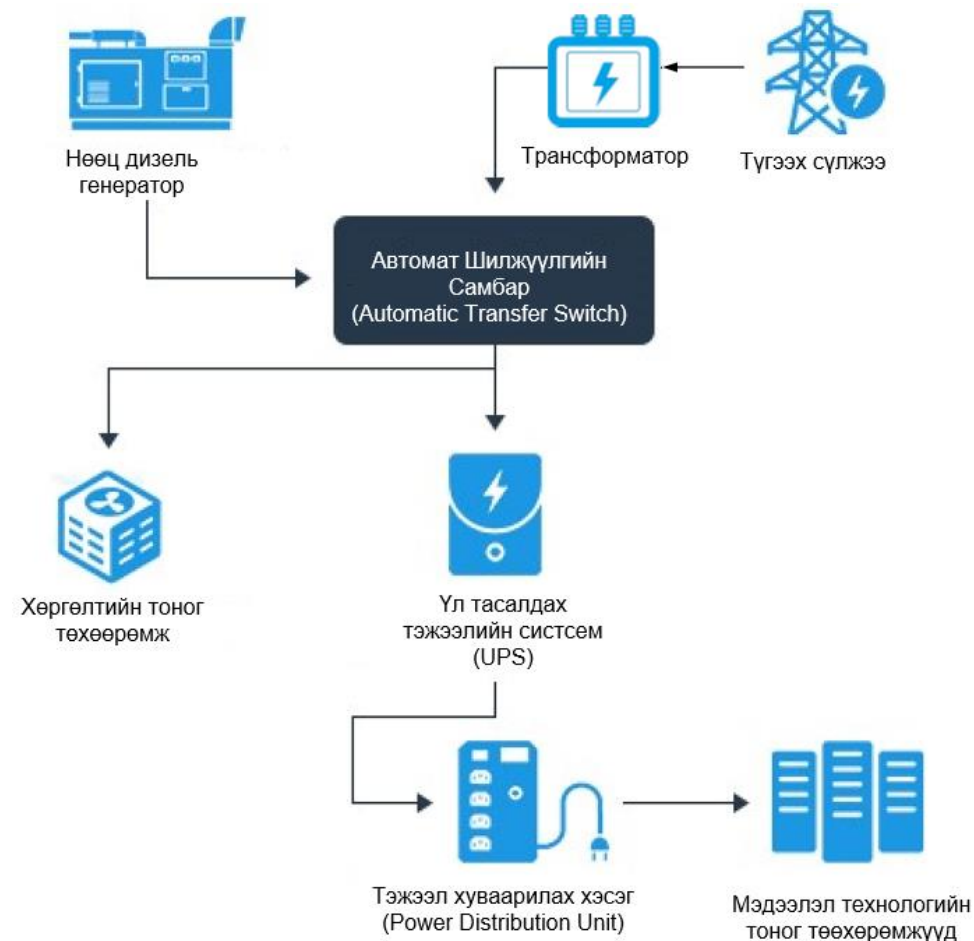 Нөөц дизель
генератор
Трансформатор
Түгээх сүлжээ
Автомат Шилжүүлгийн
Самбар
(Automatic Transfer Switch)
Хөргөлтийн тоног
төхөөрөмж
Үл тасалдах
тэжээлийн систсем
(UPS)
Тэжээл хуваарилах хэсэг
(Power Distribution Unit)
Мэдээлэл технологийн
тоног төөхөрөмжүүд